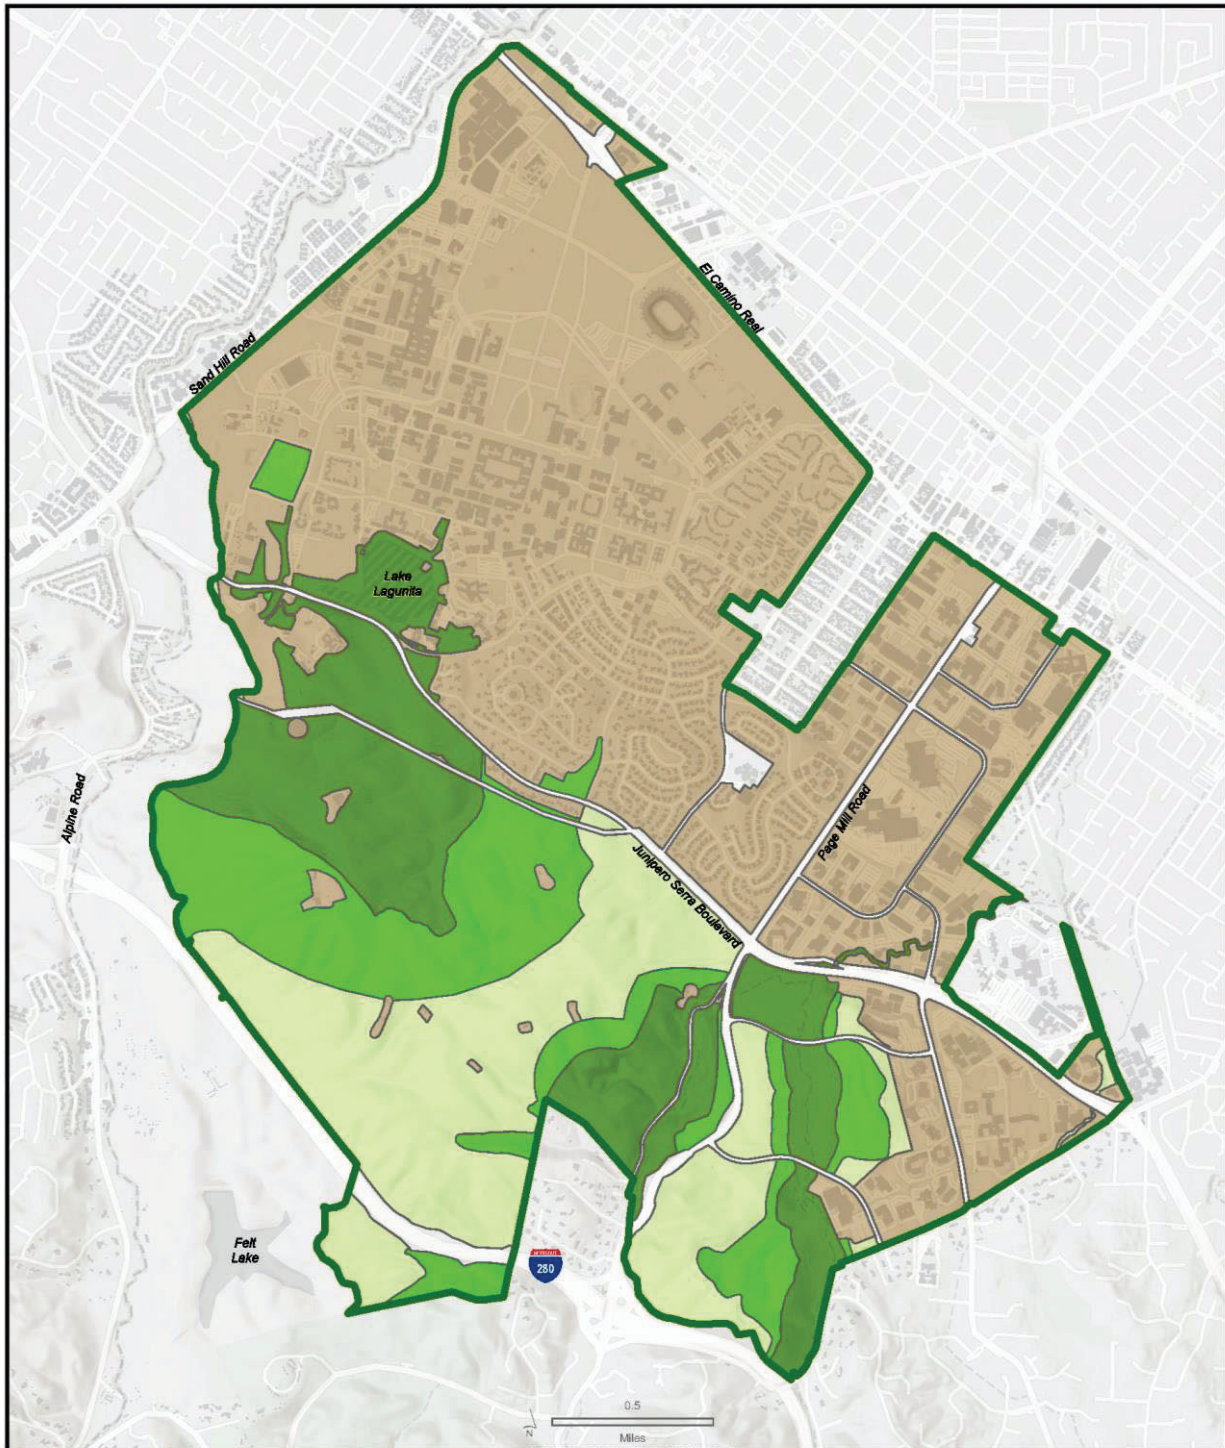 El Camino Real
Sand Hill Road
Lake
Lagunita
Alpine Road
Page Mill Road
Junipero Serra Boulevard
Felt
Lake
INTERSTATE
280
0.5
N
Miles